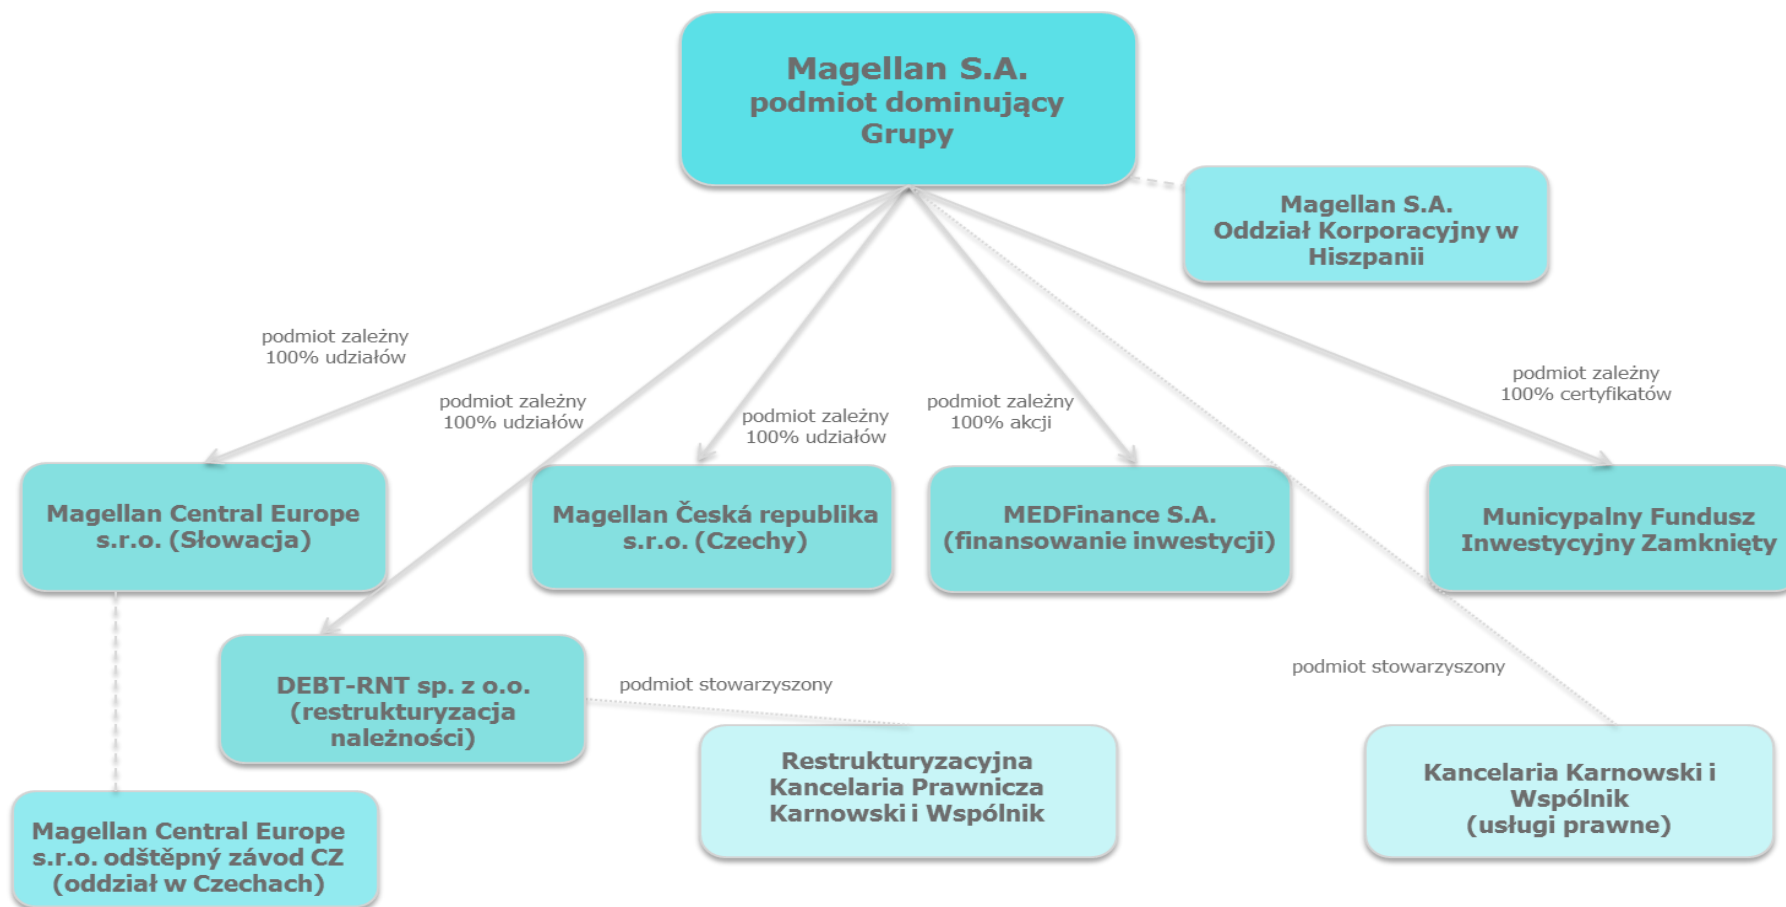 Magellan S.A.
podmiot dominujący
Grupy
Magellan S.A.
Oddział Korporacyjny w
Hiszpanii
podmiot zależny
100% udziałów
podmiot zależny
100% udziałów
podmiot zależny
100% udziałów
podmiot zależny
100% akcji
podmiot zależny
100% certyfikatów
Magellan Central Europe
s.r.o. (Słowacja)
Magellan Česká republika
s.r.o. (Czechy)
MEDFinance S.A.
(finansowanie inwestycji)
Municypalny Fundusz
Inwestycyjny Zamknięty
DEBT-RNT sp. z o.o.
(restrukturyzacja
należności)
podmiot stowarzyszony
podmiot stowarzyszony
Restrukturyzacyjna
Kancelaria Prawnicza
Karnowski i Wspólnik
Kancelaria Karnowski i
Wspólnik
(usługi prawne)
Magellan Central Europe
s.r.o. odštěpný závod CZ
(oddział w Czechach)